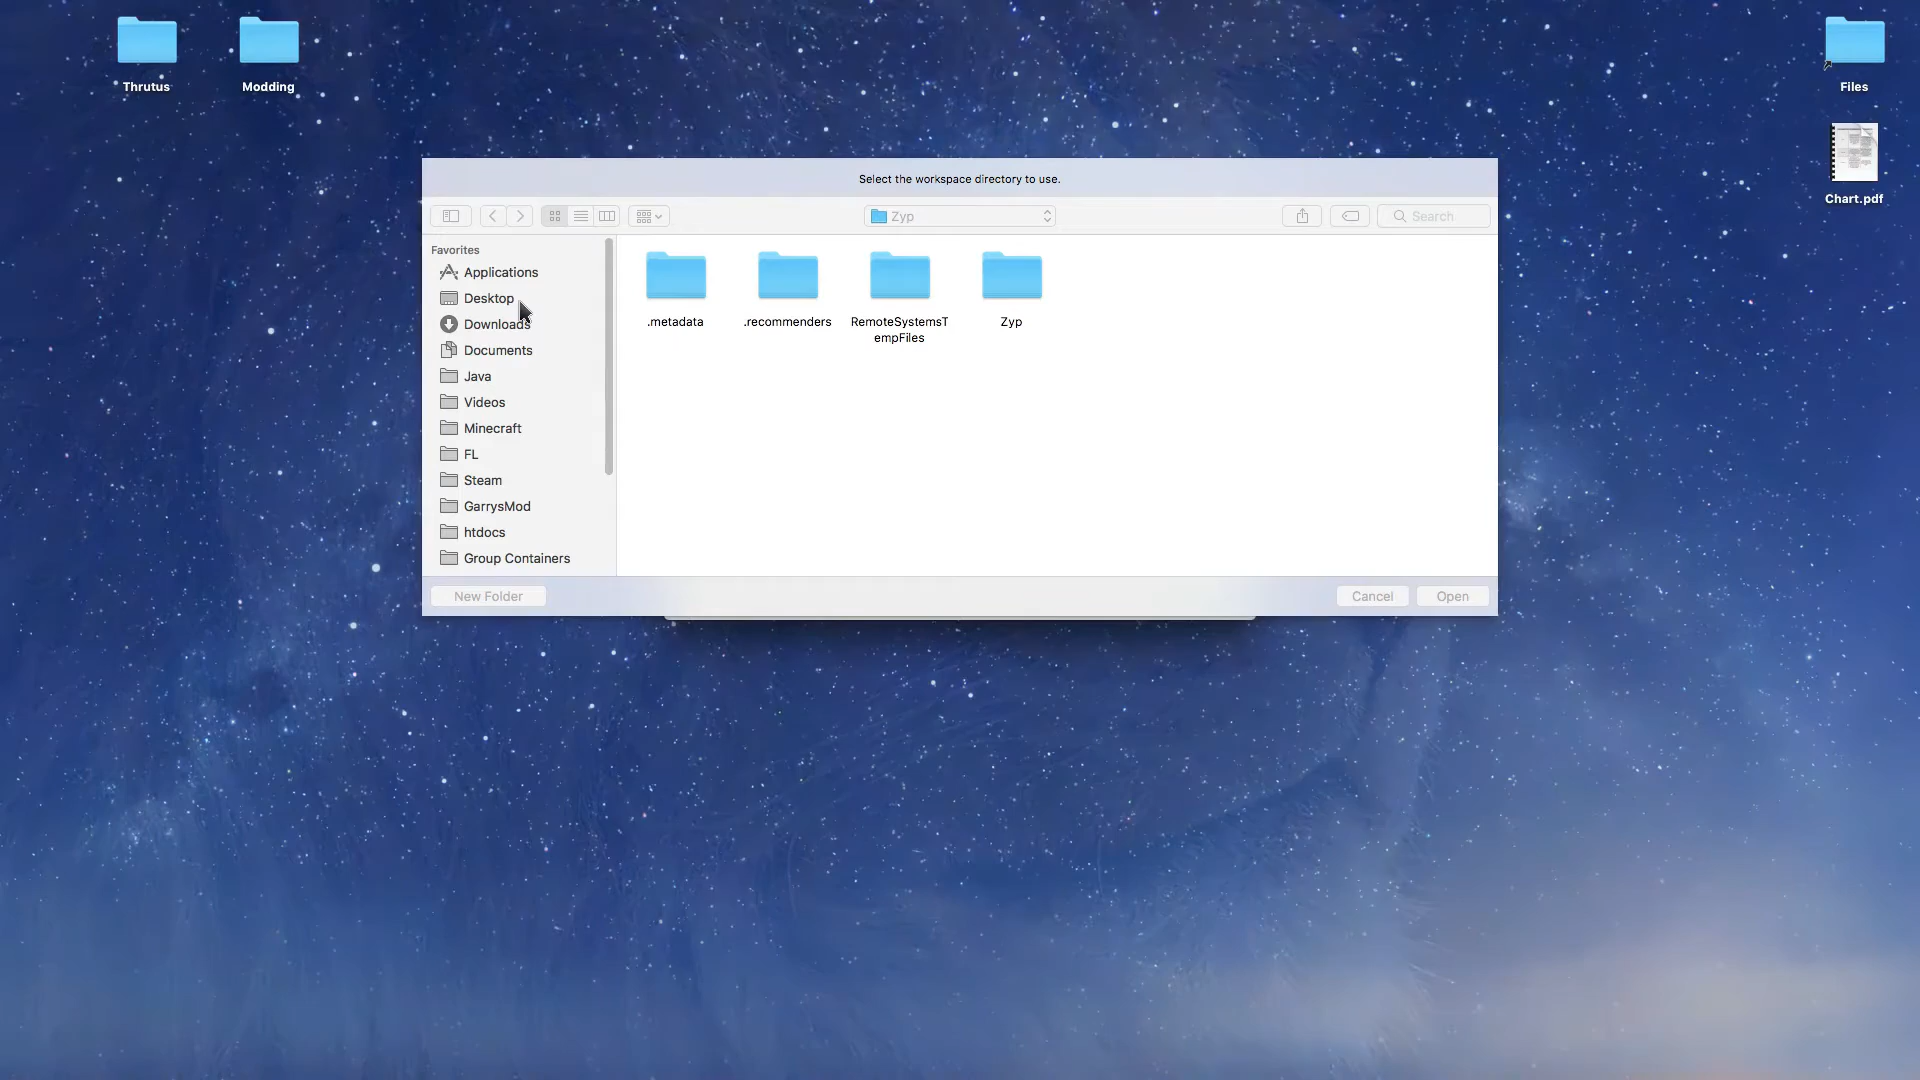 Thrutus
Modding
Files
Chart.pdf
Select the workspace directory to use.
Zyp
Search
Favorites
Applications
Desktop
Downloads
Documents
Java
Videos
Minecraft
FL
Steam
GarrysMod
htdocs
Group Containers
.metadata
.recommenders
RemoteSystemsT
empFiles
Zyp
New Folder
Cancel
Open